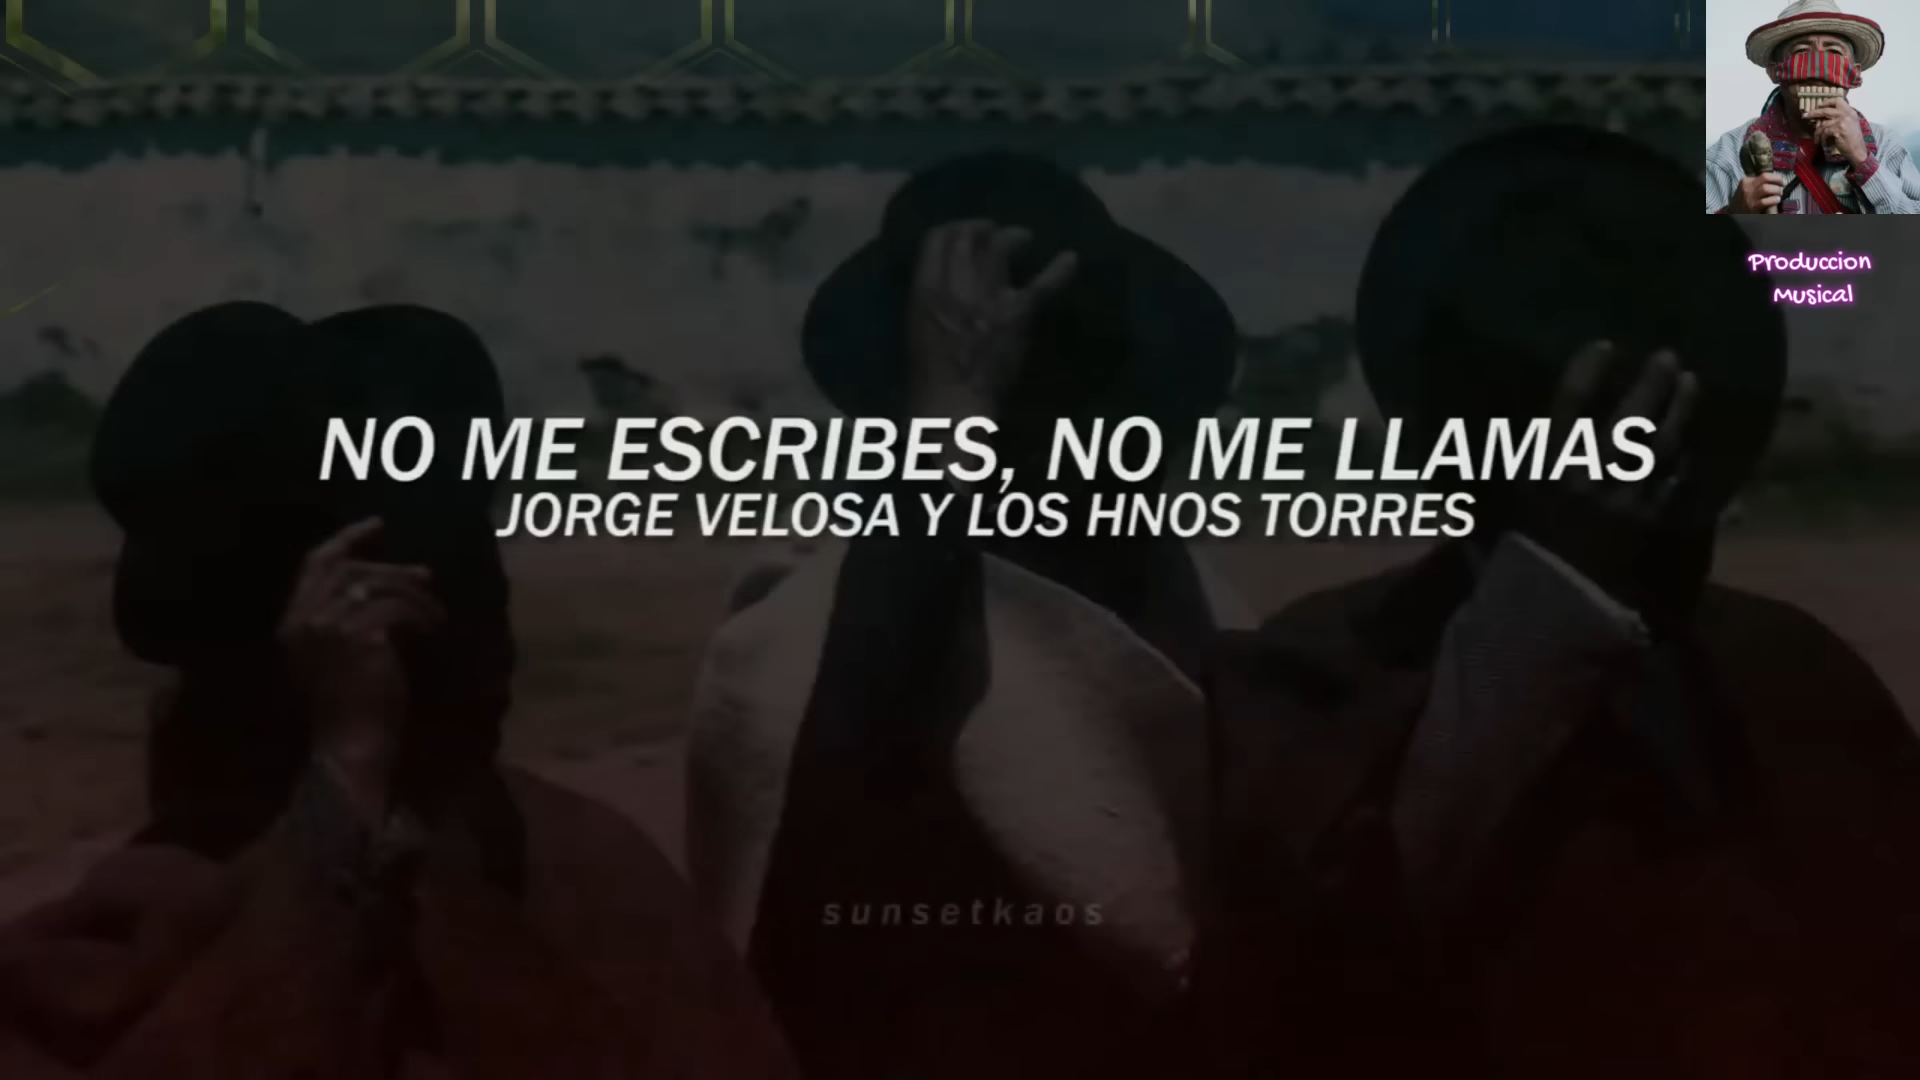 Produccion
Musical
NO ME ESCRIBES, NO ME LLAMAS
JORGE VELOSA Y LOS HNOS TORRES
sunsetkaos